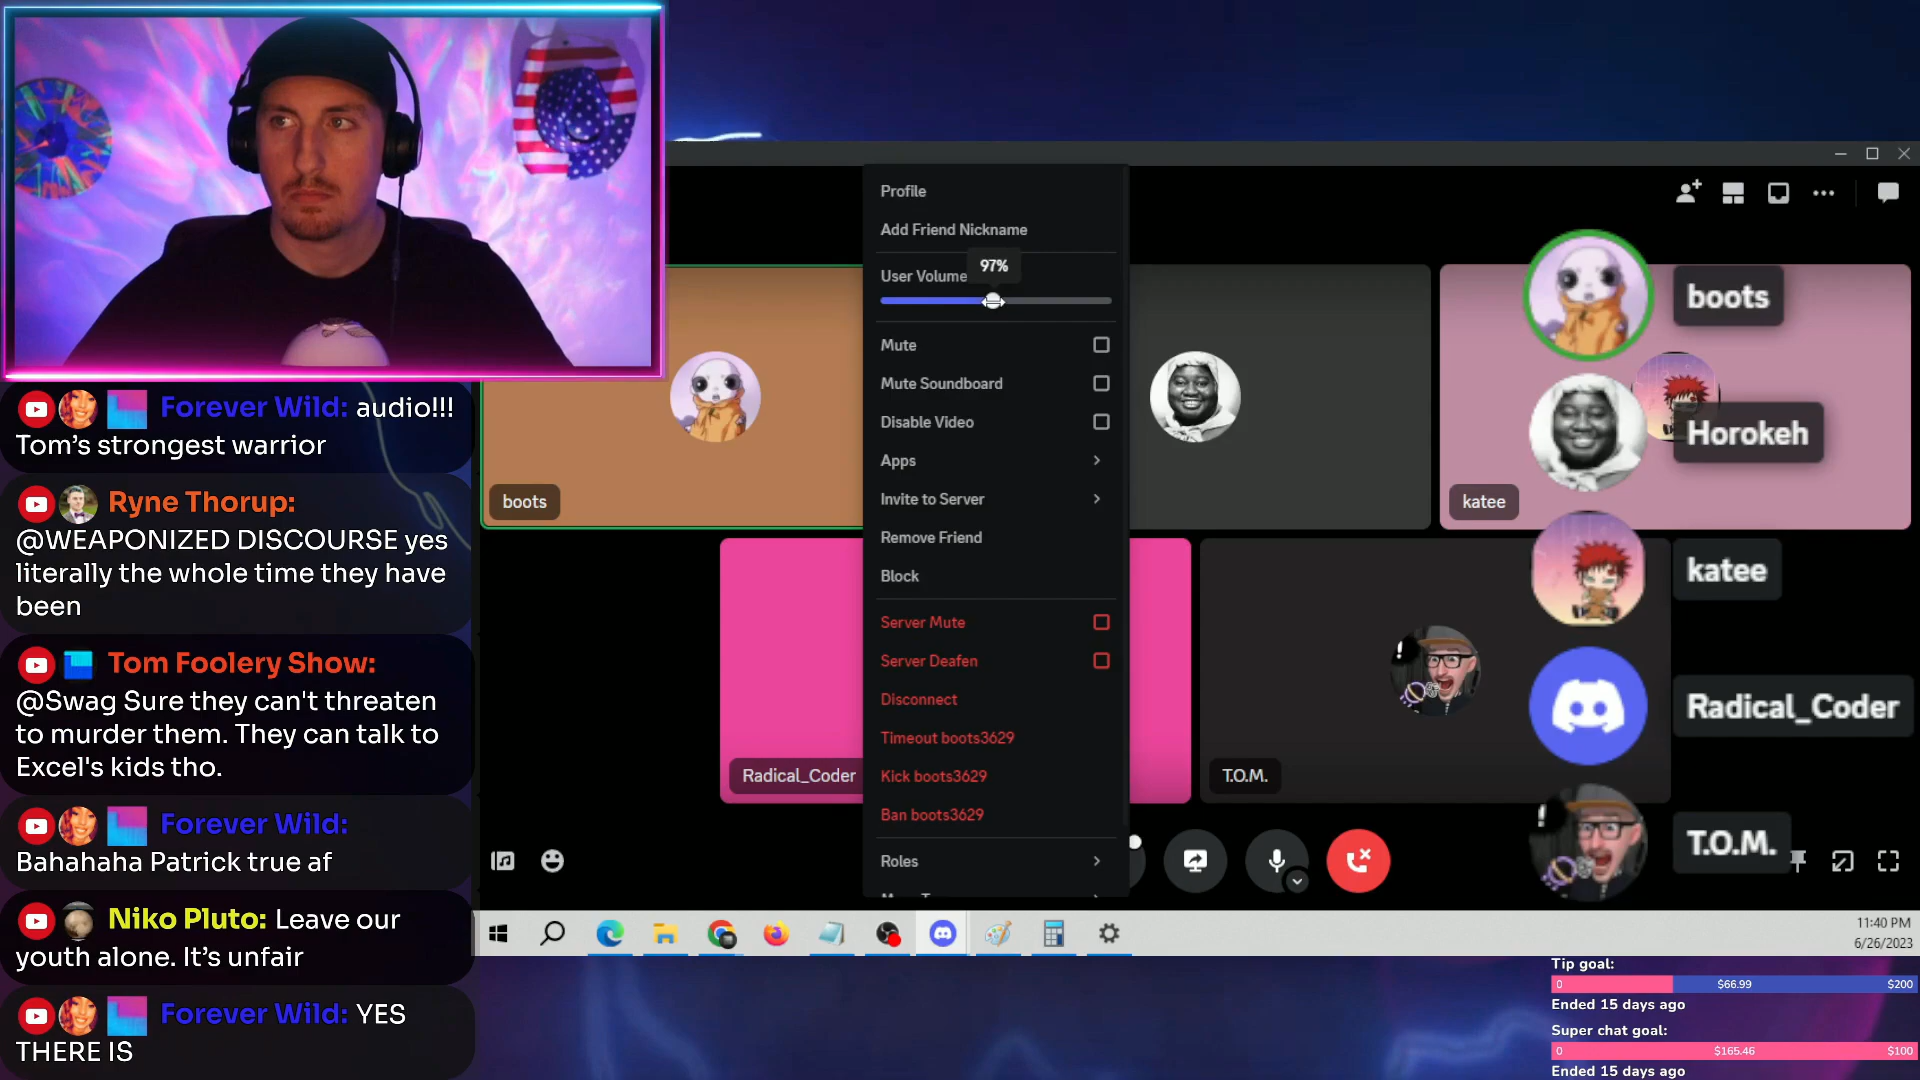 Forever Wild: audio!!!
Tom's strongest warrior
Ryne Thorup:
@WEAPONIZED DISCOURSE yes
literally the whole time they have
been
Tom Foolery Show:
@Swag Sure they can't threaten
to murder them. They can talk to
Excel's kids tho.
Forever Wild:
Bahahaha Patrick true af
Niko Pluto: Leave our
youth alone. It's unfair
Forever Wild: YES
THERE IS
Profile
Add Friend Nickname
User Volume
97%
Mute
Mute Soundboard
Disable Video
Apps
Invite to Server
Remove Friend
Block
Server Mute
Server Deafen
Disconnect
Timeout boots3629
Kick boots3629
Ban boots3629
Roles
boots
katee
Radical_Coder
T.O.M.
boots
Horokeh
katee
Radical_Coder
T.O.M.
11:40 PM
6/26/2023
Tip goal:
0 $66.99 $200
Ended 15 days ago
Super chat goal:
0 $165.46 $100
Ended 15 days ago